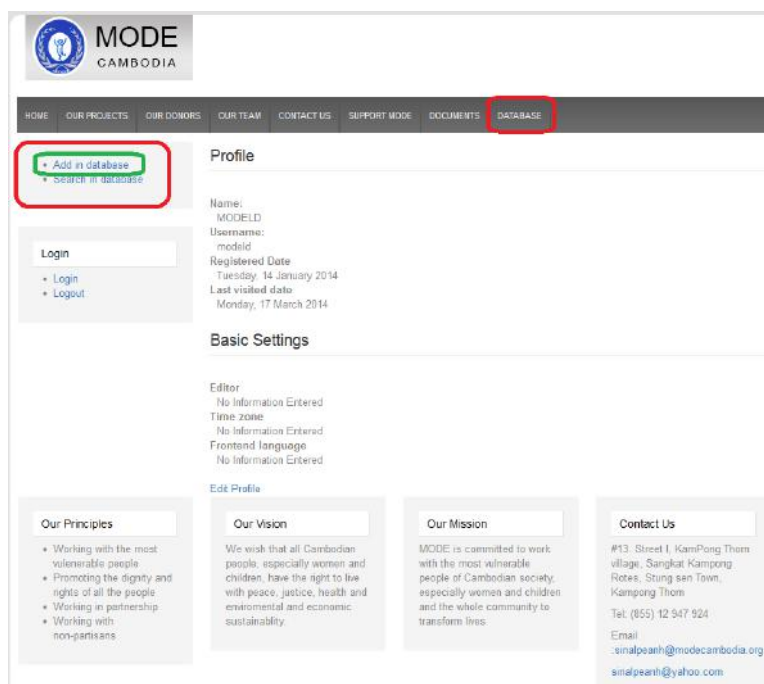 MODE
CAMBODIA
HOME OUR PROJECTS OUR DONORS OUR TEAM CONTACT US SUPPORT MODE DOCUMENTS DATABASE
Add in database
Search in database
Login
Login
Logout
Profile
Name:
MODELD
Username:
modeld
Registered Date
Tuesday, 14 January 2014
Last visited date
Monday, 17 March 2014
Basic Settings
Editor
No Information Entered
Time zone
No Information Entered
Frontend language
No Information Entered
Edit Profile
Our Principles
Working with the most
vulenerable people
Promoting the dignity and
rights of all the people
Working in partnership
Working with
non-partisans
Our Vision
We wish that all Cambodian
people, especially women and
children, have the right to live
with peace, justice, health and
enviromental and economic
sustainablity.
Our Mission
MODE is committed to work
with the most vulnerable
people of Cambodian society,
especially women and children
and the whole community to
transform lives
Contact Us
#13. Street I, KamPong Thom
village, Sangkat Kampong
Rotes, Stung sen Town,
Kampong Thom
Tel: (855) 12 947 924
Email
:sinalpeanh@modecambodia.org
sinalpeanh@yahoo.com